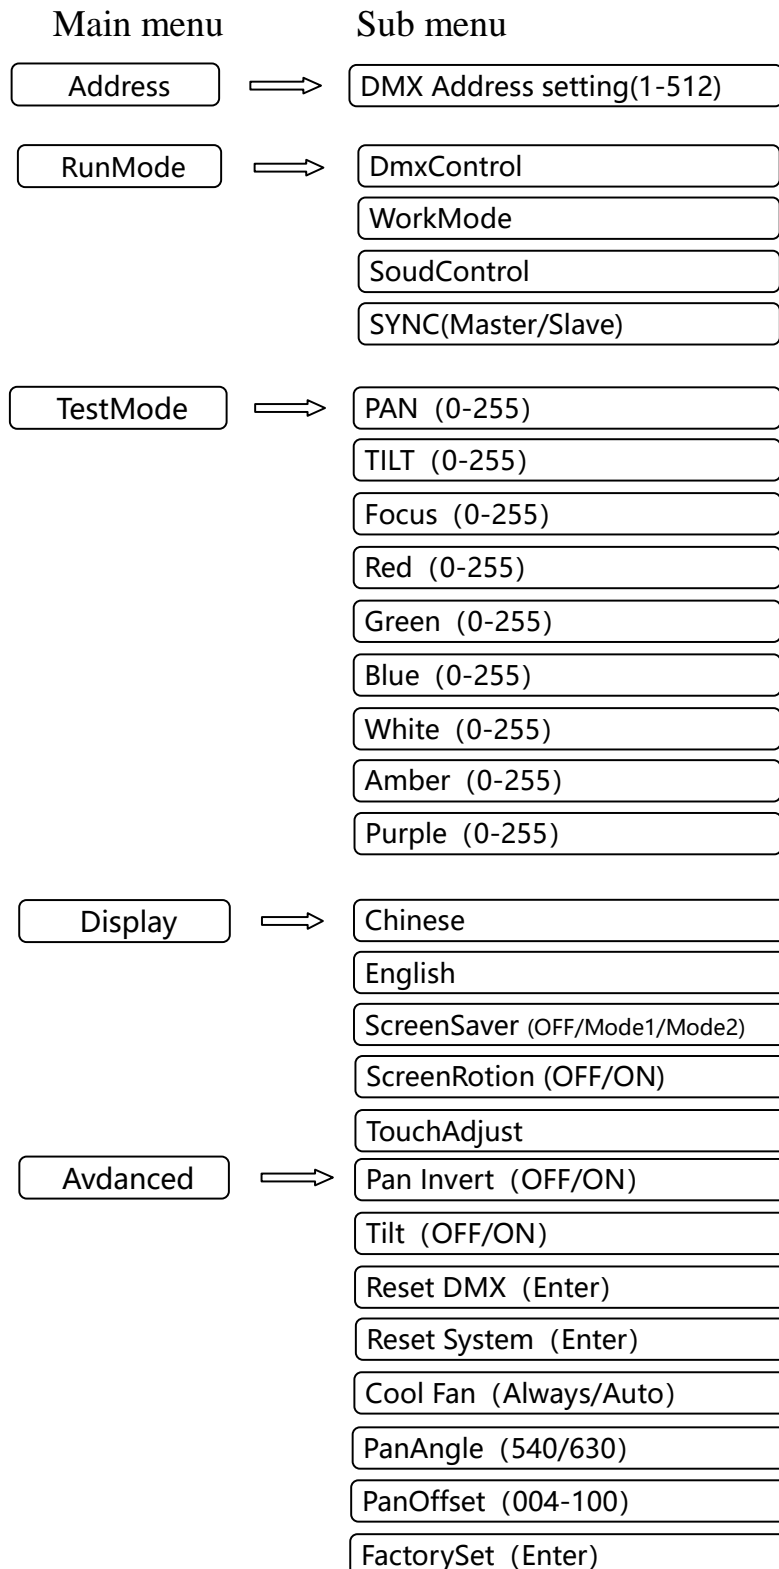 Main menu Sub menu
Address DMX Address setting(1-512)
RunMode DmxControl
WorkMode
SoudControl
SYNC(Master/Slave)
TestMode PAN (0-255)
TILT (0-255)
Focus (0-255)
Red (0-255)
Green (0-255)
Blue (0-255)
White (0-255)
Amber (0-255)
Purple (0-255)
Display Chinese
English
ScreenSaver (OFF/Mode1/Mode2)
ScreenRotion (OFF/ON)
TouchAdjust
Avdanced Pan Invert (OFF/ON)
Tilt (OFF/ON)
Reset DMX (Enter)
Reset System (Enter)
Cool Fan (Always/Auto)
PanAngle (540/630)
PanOffset (004-100)
FactorySet (Enter)